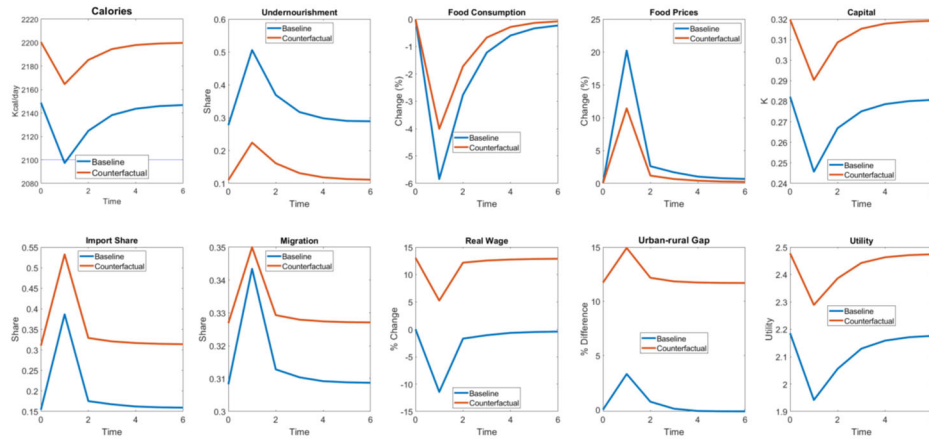 Calories
Kcal/day
2220
2200
2180
2160
2140
2120
2100
2080
Baseline
Counterfactual
0 2 4 6
Time
Undernourishment
Share
0.6
0.5
0.4
0.3
0.2
0.1
0
Baseline
Counterfactual
0 2 4 6
Time
Food Consumption
Change (%)
0
-1
-2
-3
-4
-5
-6
Baseline
Counterfactual
0 2 4 6
Time
Food Prices
Change (%)
25
20
15
10
5
0
Baseline
Counterfactual
0 2 4 6
Time
Capital
K
0.32
0.3
0.28
0.26
0.24
Baseline
Counterfactual
0 2 4 6
Time
Import Share
Share
0.55
0.5
0.45
0.4
0.35
0.3
0.25
0.2
0.15
Baseline
Counterfactual
0 2 4 6
Time
Migration
Share
0.35
0.34
0.33
0.32
0.31
0.3
Baseline
Counterfactual
0 2 4 6
Time
Real Wage
% Change
15
10
5
0
-5
-10
-15
Baseline
Counterfactual
0 2 4 6
Time
Urban-rural Gap
% Difference
15
10
5
0
Baseline
Counterfactual
0 2 4 6
Time
Utility
Utility
2.5
2.4
2.3
2.2
2.1
2
1.9
Baseline
Counterfactual
0 2 4 6
Time